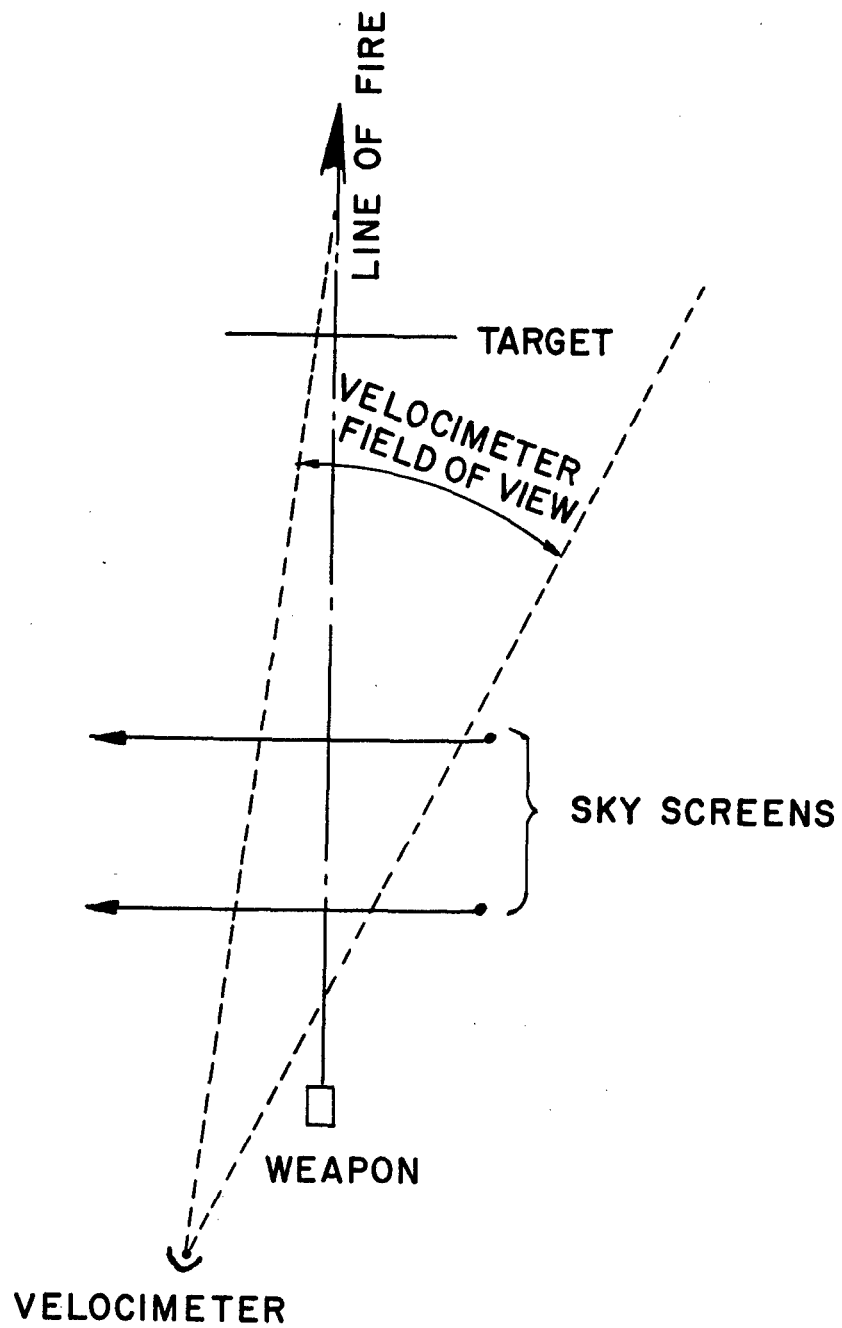 LINE OF FIRE
TARGET
VELOCIMETER
FIELD OF VIEW
SKY SCREENS
WEAPON
VELOCIMETER